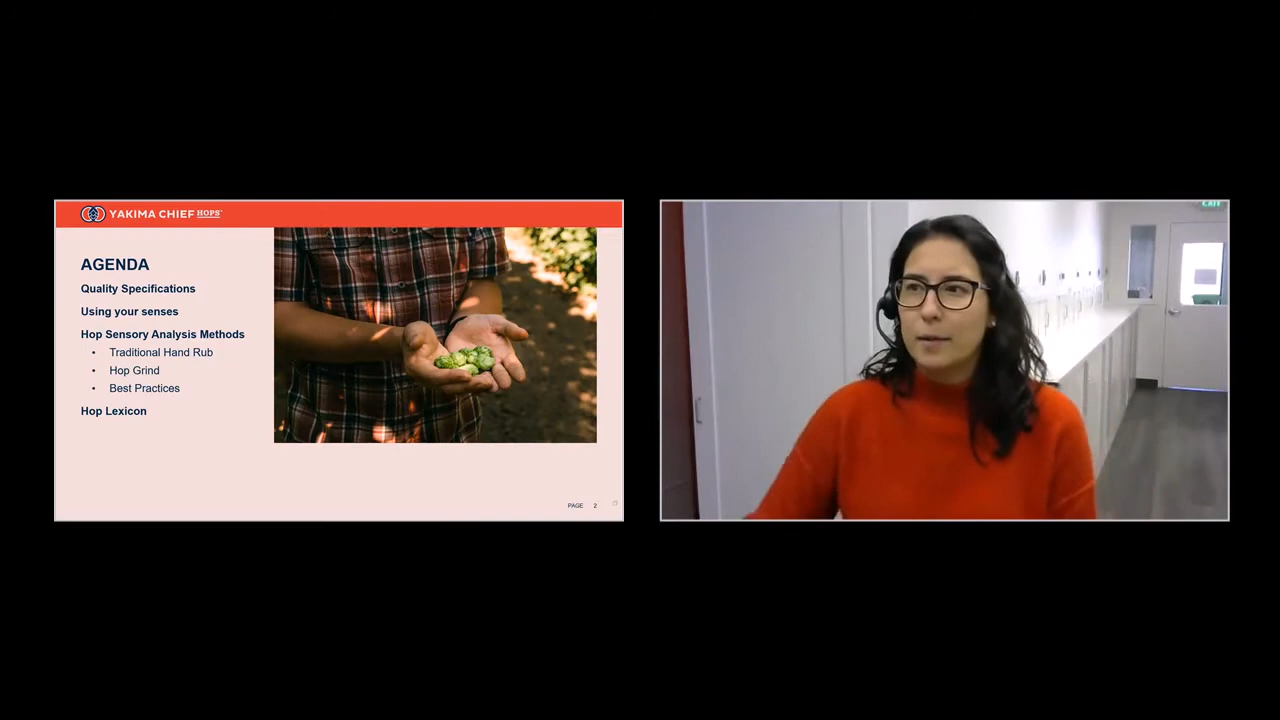 YAKIMA CHIEF HOPS
AGENDA
Quality Specifications
Using your senses
Hop Sensory Analysis Methods
• Traditional Hand Rub
• Hop Grind
• Best Practices
Hop Lexicon
PAGE 2
EXIT